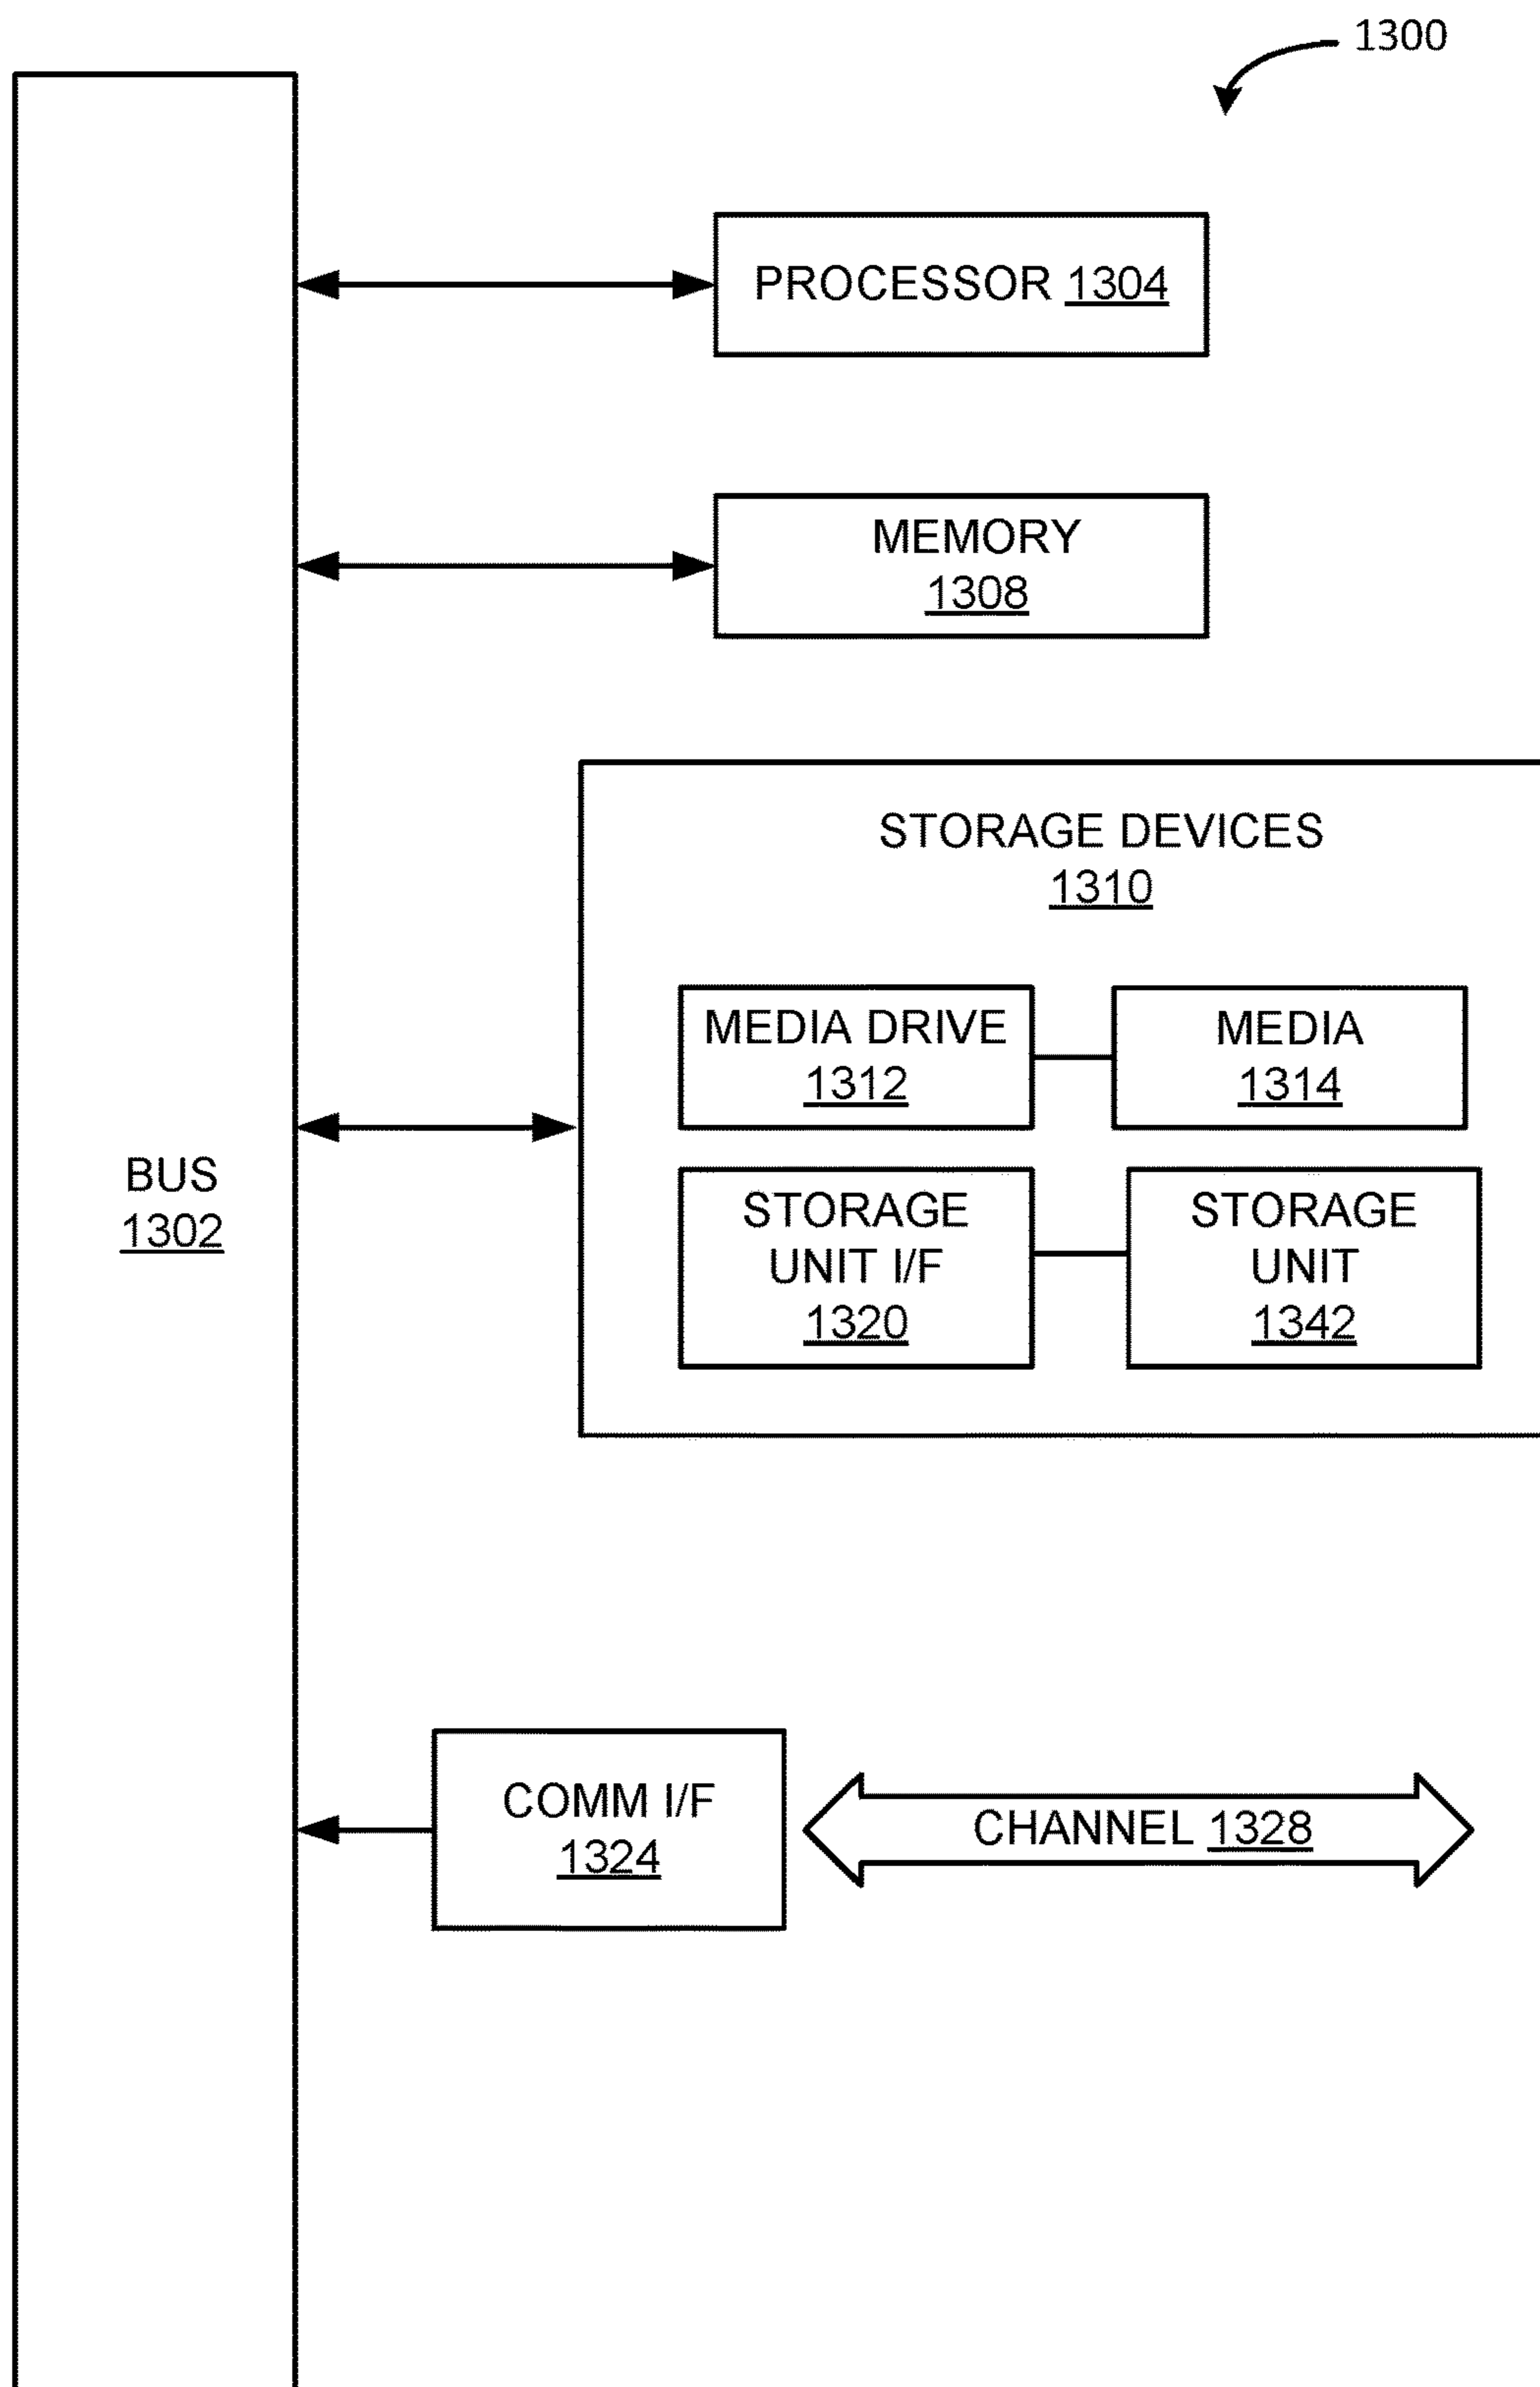 1300
PROCESSOR 1304
MEMORY
1308
STORAGE DEVICES
1310
MEDIA DRIVE
1312
MEDIA
1314
BUS
1302
STORAGE
UNIT I/F
1320
STORAGE
UNIT
1342
COMM I/F
1324
CHANNEL 1328